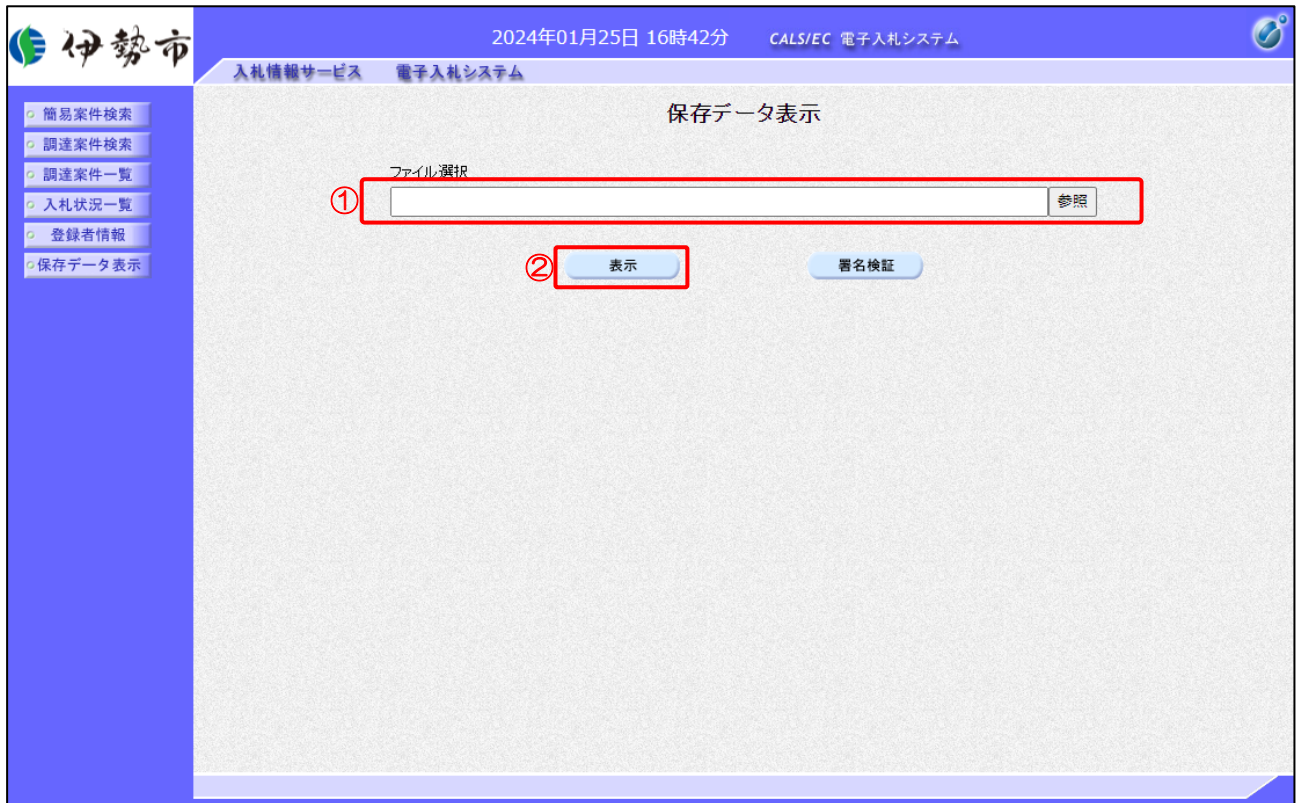 伊勢市
2024年01月25日 16時42分 CALS/EC 電子入札システム
入札情報サービス 電子入札システム
簡易案件検索
調達案件検索
調達案件一覧
入札状況一覧
登録者情報
保存データ表示
保存データ表示
ファイル選択
① 参照
② 表示 署名検証